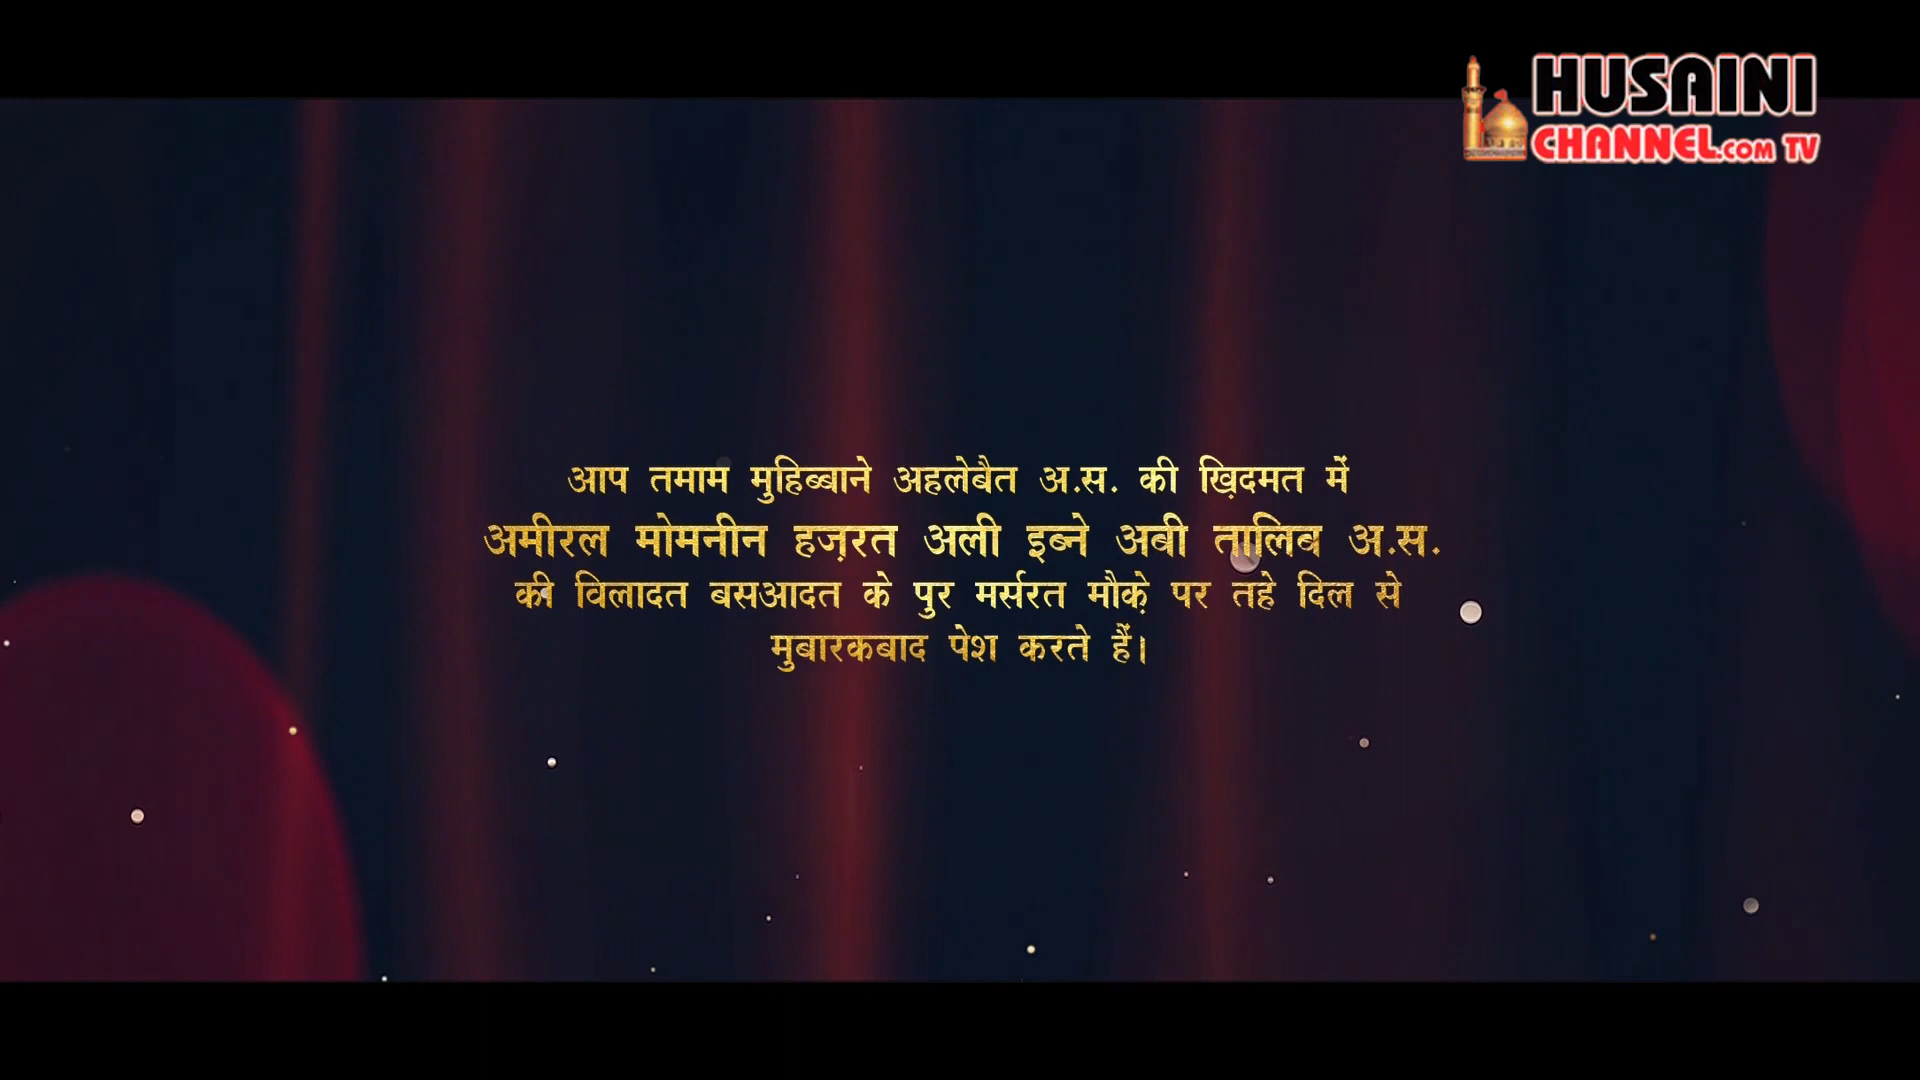 HUSAINI
CHANNEL.COM TV
आप तमाम मुहिब्बाने अहलेबैत अ.स. की ख़िदमत में
अमीरल मोमनीन हज़रत अली इब्ने अबी तालिब अ.स.
की विलादत बसआदत के पुर मर्सरत मौक़े पर तहे दिल से
मुबारकबाद पेश करते हैं।